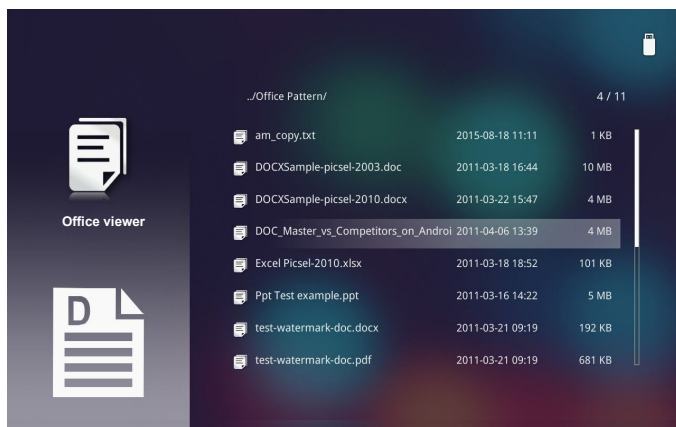 ../Office Pattern/ 4 / 11
am_copy.txt 2015-08-18 11:11 1 KB
DOCXSample-picsel-2003.doc 2011-03-18 16:44 10 MB
DOCXSample-picsel-2010.docx 2011-03-22 15:47 4 MB
Office viewer
DOC_Master_vs_Competitors_on_Androi 2011-04-06 13:39 4 MB
Excel Picsel-2010.xlsx 2011-03-18 18:52 101 KB
Ppt Test example.ppt 2011-03-16 14:22 5 MB
D
test-watermark-doc.docx 2011-03-21 09:19 192 KB
test-watermark-doc.pdf 2011-03-21 09:19 681 KB